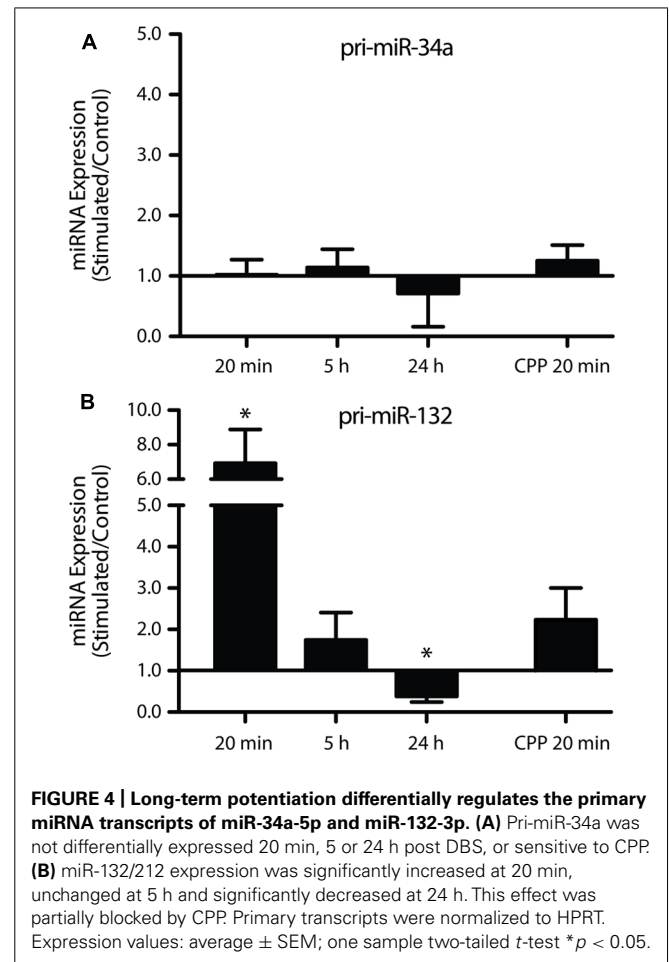 A
pri-miR-34a
miRNA Expression
(Stimulated/Control)
5.0
4.0
3.0
2.0
1.0
0.0
20 min
5 h
24 h
CPP 20 min
B
pri-miR-132
miRNA Expression
(Stimulated/Control)
10.0
8.0
6.0
5.0
4.0
3.0
2.0
1.0
0.0
*
*
20 min
5 h
24 h
CPP 20 min
FIGURE 4 | Long-term potentiation differentially regulates the primary
miRNA transcripts of miR-34a-5p and miR-132-3p. (A) Pri-miR-34a was
not differentially expressed 20 min, 5 or 24 h post DBS, or sensitive to CPP.
(B) miR-132/212 expression was significantly increased at 20 min,
unchanged at 5 h and significantly decreased at 24 h. This effect was
partially blocked by CPP. Primary transcripts were normalized to HPRT.
Expression values: average ± SEM; one sample two-tailed t-test *p < 0.05.